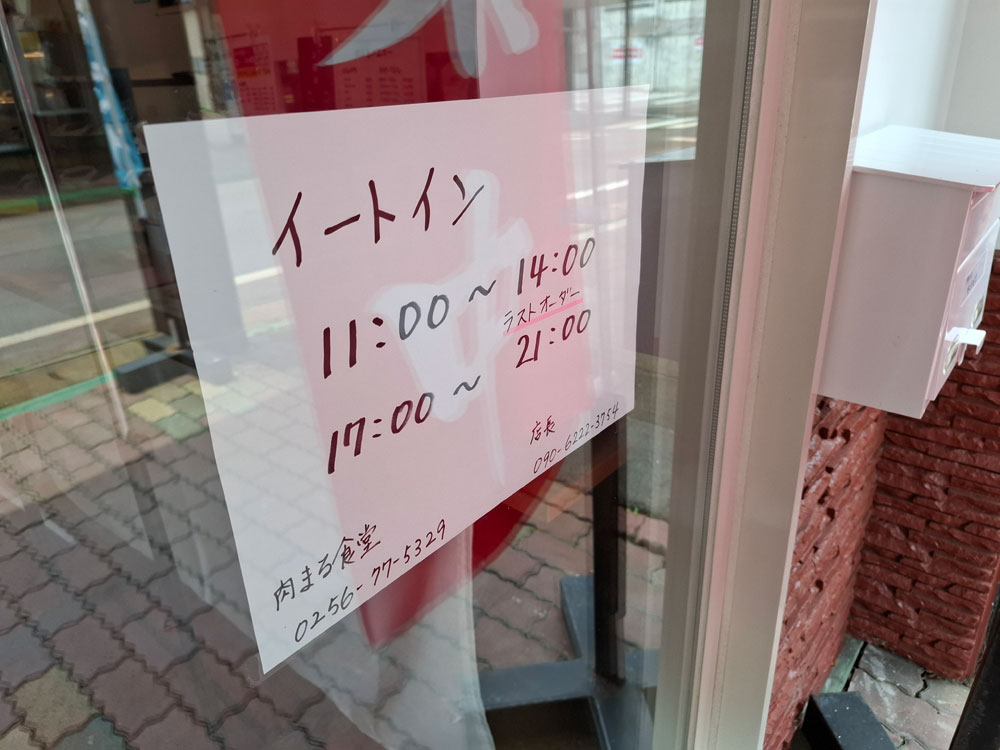 イートイン
11:00 ~ 14:00
ラストオーダー
17:00 ~ 21:00
店長
090-6222-3754
肉まる食堂
0256-77-5329